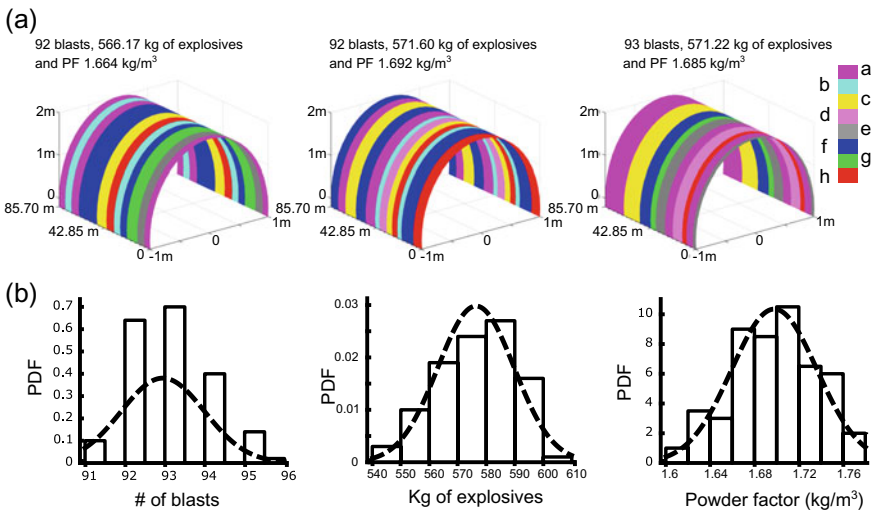 (a)
92 blasts, 566.17 kg of explosives
and PF 1.664 kg/m³
92 blasts, 571.60 kg of explosives
and PF 1.692 kg/m³
93 blasts, 571.22 kg of explosives
and PF 1.685 kg/m³
a
b
c
d
e
f
g
h
2m
1m
0
85.70 m
42.85 m
0
-1m
0
1m
2m
1m
0
85.70 m
42.85 m
0
-1m
0
1m
2m
1m
0
85.70 m
42.85 m
0
-1m
0
1m
(b)
PDF
0.7
0.6
0.5
0.4
0.3
0.2
0.1
0
91 92 93 94 95 96
# of blasts
PDF
0.03
0.02
0.01
0
540 550 560 570 580 590 600 610
Kg of explosives
PDF
10
8
6
4
2
0
1.6 1.64 1.68 1.72 1.76
Powder factor (kg/m³)